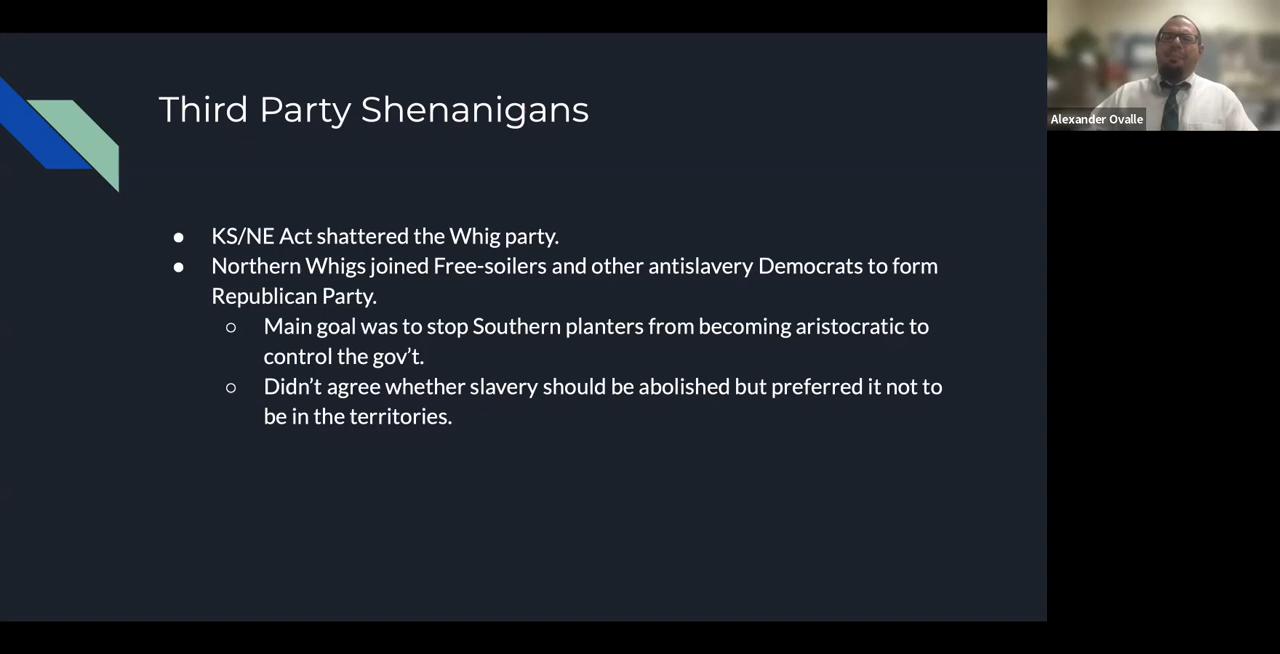 Third Party Shenanigans
● KS/NE Act shattered the Whig party.
● Northern Whigs joined Free-soilers and other antislavery Democrats to form
Republican Party.
○ Main goal was to stop Southern planters from becoming aristocratic to
control the gov’t.
○ Didn’t agree whether slavery should be abolished but preferred it not to
be in the territories.
Alexander Ovalle